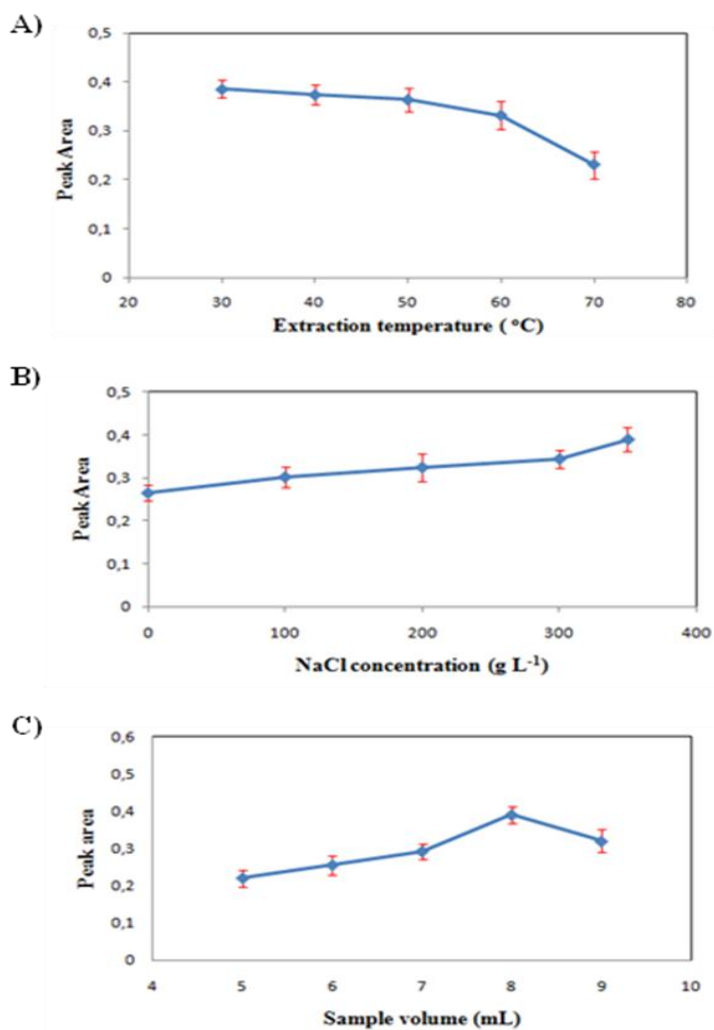 A)
0,5
0,4
0,3
0,2
0,1
0
Peak Area
20 30 40 50 60 70 80
Extraction temperature ( °C)
B)
0,5
0,4
0,3
0,2
0,1
0
Peak Area
0 100 200 300 400
NaCl concentration (g L⁻¹)
C)
0,6
0,5
0,4
0,3
0,2
0,1
0
Peak area
4 5 6 7 8 9 10
Sample volume (mL)